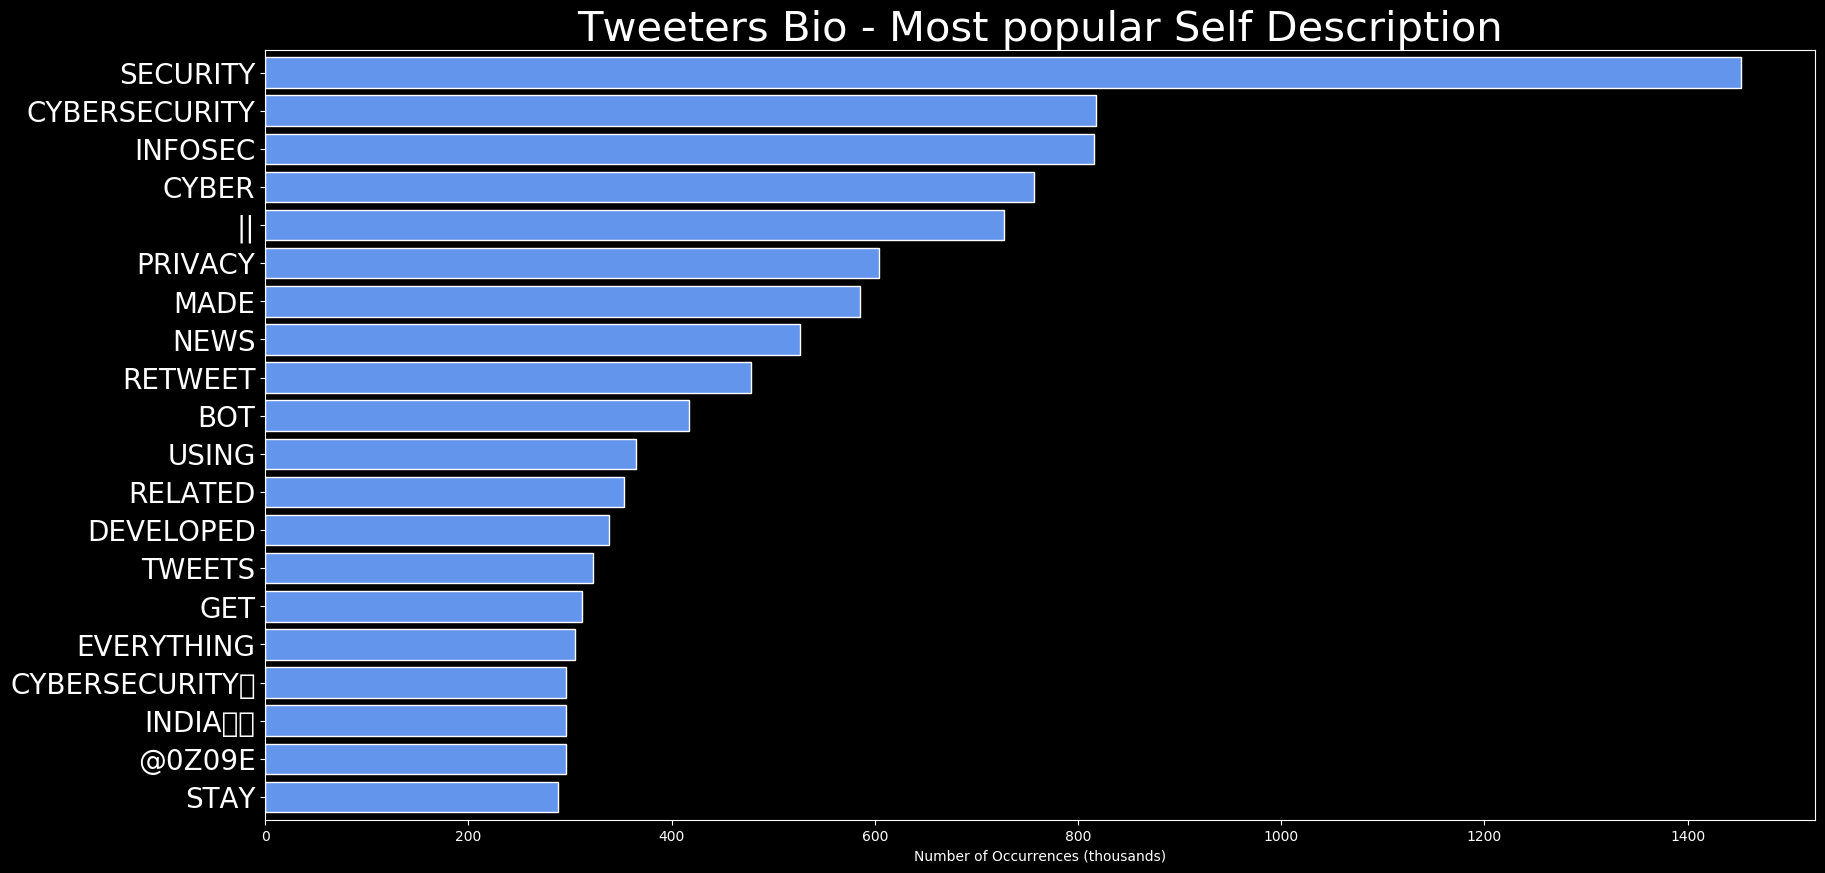 Tweeters Bio - Most popular Self Description
SECURITY
CYBERSECURITY
INFOSEC
CYBER
||
PRIVACY
MADE
NEWS
RETWEET
BOT
USING
RELATED
DEVELOPED
TWEETS
GET
EVERYTHING
CYBERSECURITY▯
INDIA▯▯
@0Z09E
STAY
0 200 400 600 800 1000 1200 1400
Number of Occurrences (thousands)